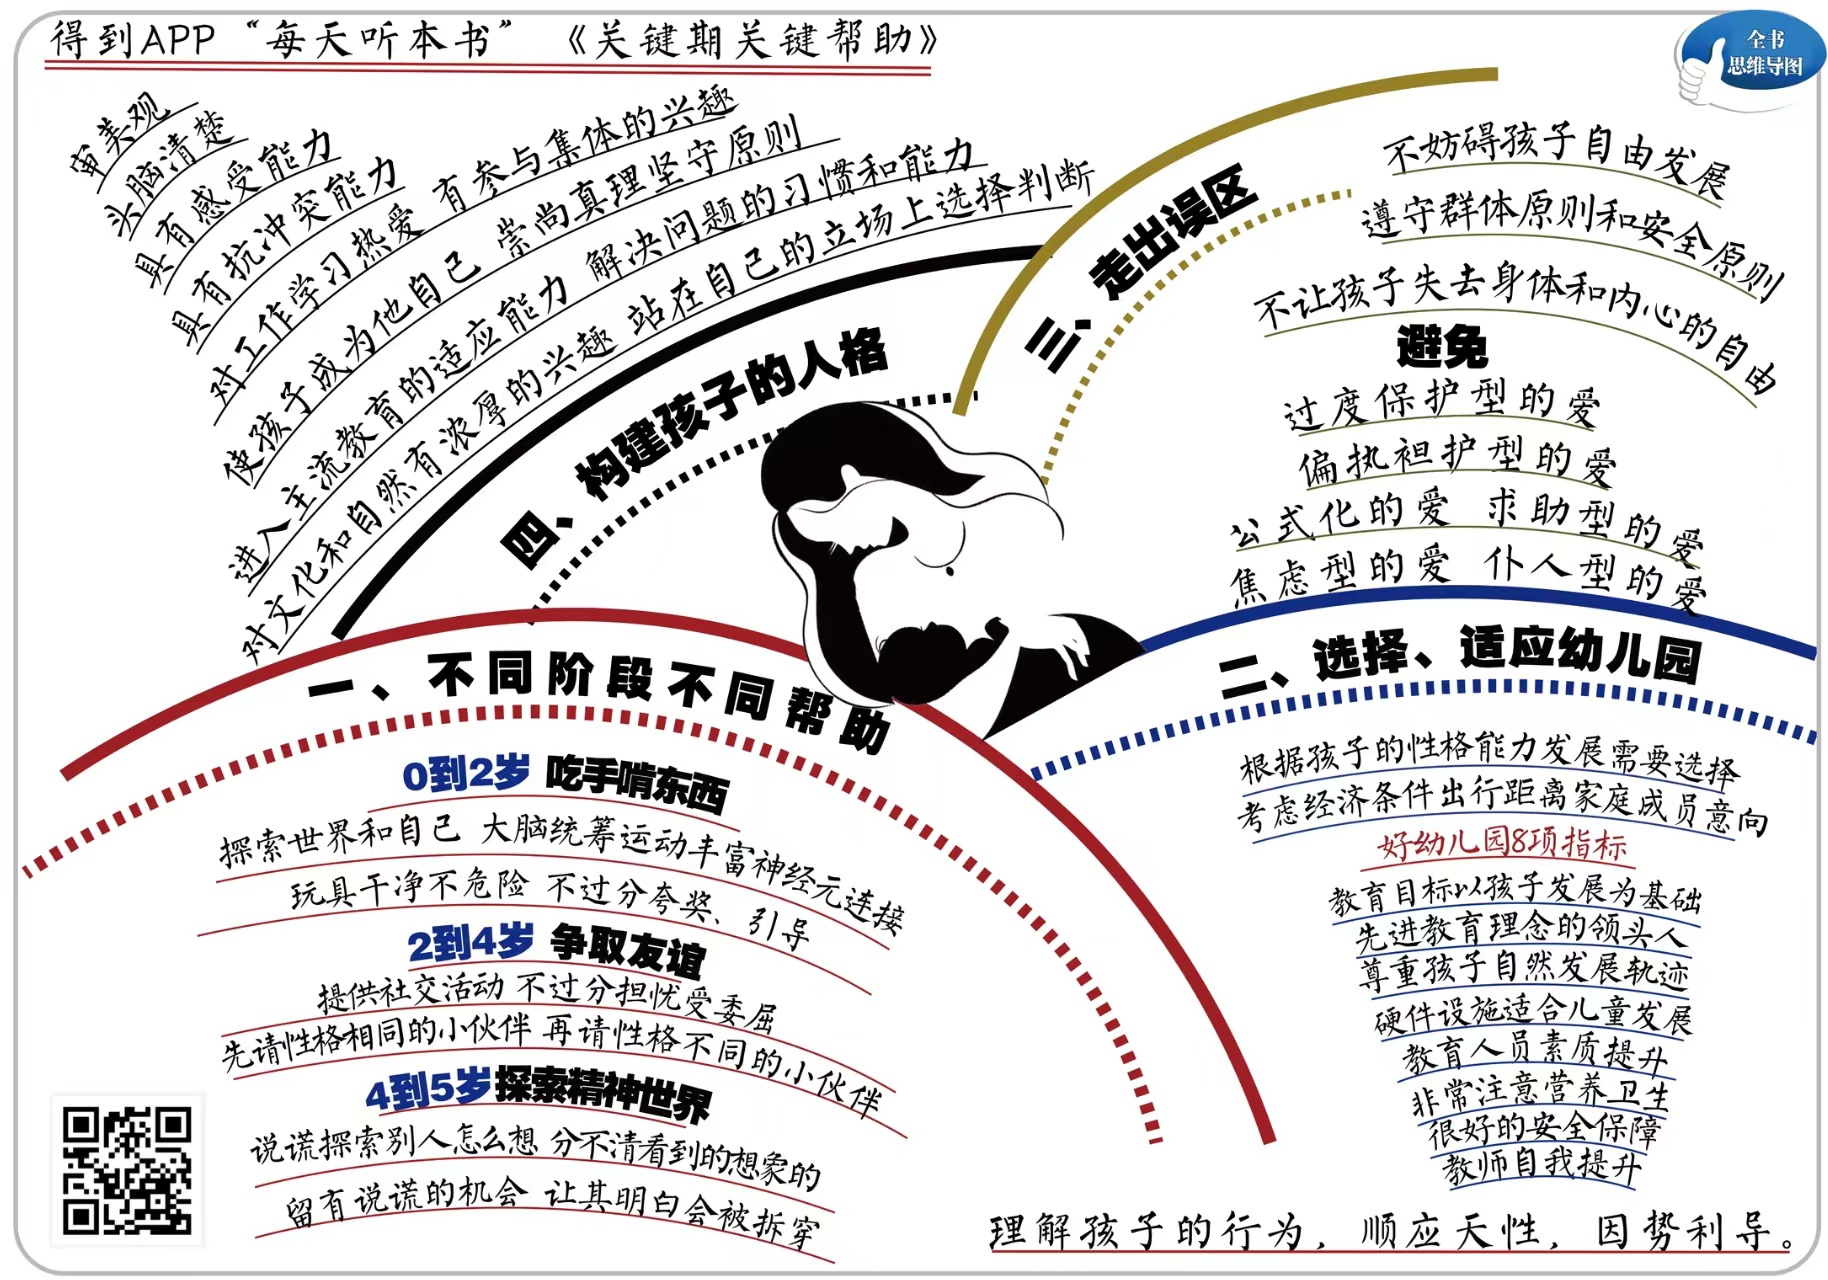 得到APP“每天听本书” 《关键期关键帮助》
全书
思维导图
一、不同阶段不同帮助
0到2岁 吃手啃东西
探索世界和自己 大脑统筹运动丰富神经元连接
玩具干净不危险 不过分夸奖、引导
2到4岁 争取友谊
提供社交活动 不过分担忧受委屈
先请性格相同的小伙伴 再请性格不同的小伙伴
4到5岁探索精神世界
说谎探索别人怎么想 分不清看到的想象的
留有说谎的机会 让其明白会被拆穿
二、选择、适应幼儿园
根据孩子的性格能力发展需要选择
考虑经济条件出行距离家庭成员意向
好幼儿园8项指标
教育目标以孩子发展为基础
先进教育理念的领头人
尊重孩子自然发展轨迹
硬件设施适合儿童发展
教育人员素质提升
非常注意营养卫生
很好的安全保障
教师自我提升
三、走出误区
不妨碍孩子自由发展
遵守群体原则和安全原则
不让孩子失去身体和内心的自由
避免
过度保护型的爱
偏执袒护型的爱
公式化的爱 求助型的爱
焦虑型的爱 仆人型的爱
四、构建孩子的人格
审美观
头脑清楚
具有感受能力
具有抗冲突能力
对工作学习热爱 有参与集体的兴趣
使孩子成为他自己 崇尚真理坚守原则
进入主流教育的适应能力 解决问题的习惯和能力
对文化和自然有浓厚的兴趣 站在自己的立场上选择判断
理解孩子的行为，顺应天性，因势利导。